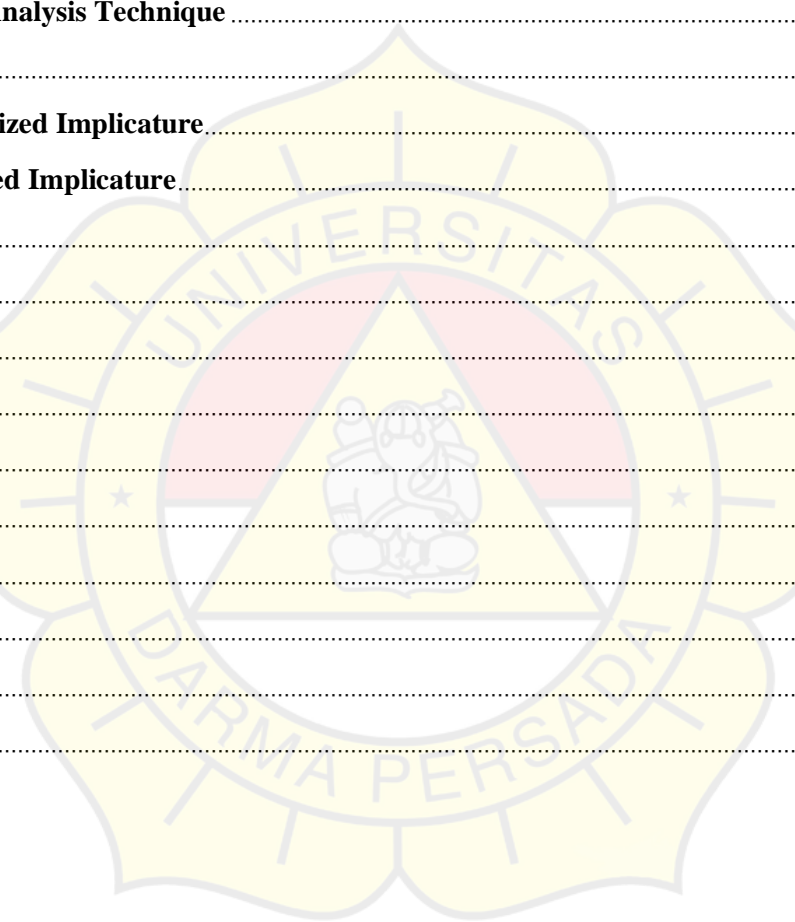 nalysis Technique ........................................................................
........................................................................
ized Implicature........................................................................
ed Implicature........................................................................
UNIVERSITAS
........................................................................
........................................................................
........................................................................
........................................................................
........................................................................
........................................................................
........................................................................
........................................................................
........................................................................
........................................................................
DARMA PERSADA